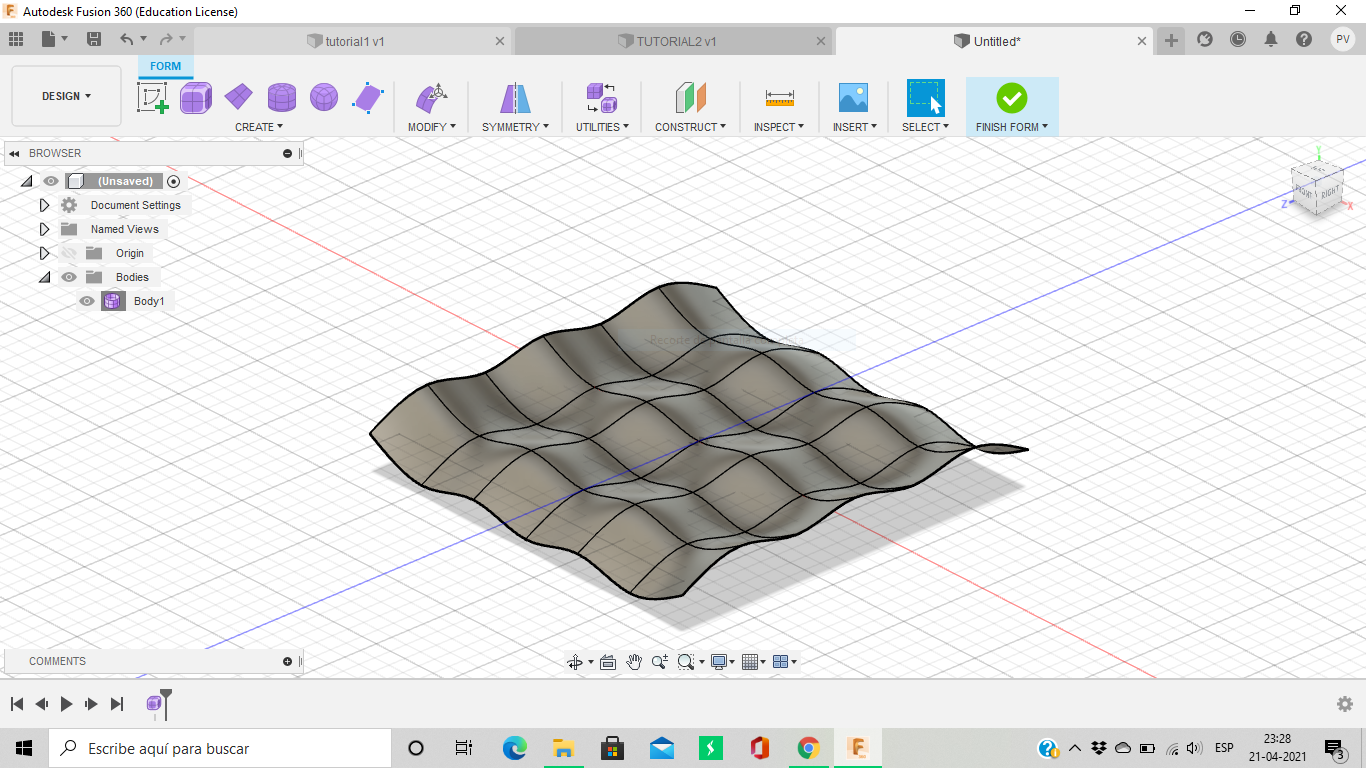 Autodesk Fusion 360 (Education License)
tutorial1 v1
TUTORIAL2 v1
Untitled*
PV
FORM
DESIGN
CREATE
MODIFY
SYMMETRY
UTILITIES
CONSTRUCT
INSPECT
INSERT
SELECT
FINISH FORM
BROWSER
(Unsaved)
Document Settings
Named Views
Origin
Bodies
Body1
Y
FRONT
RIGHT
Z
X
COMMENTS
Escribe aquí para buscar
ESP
23:28
21-04-2021
3